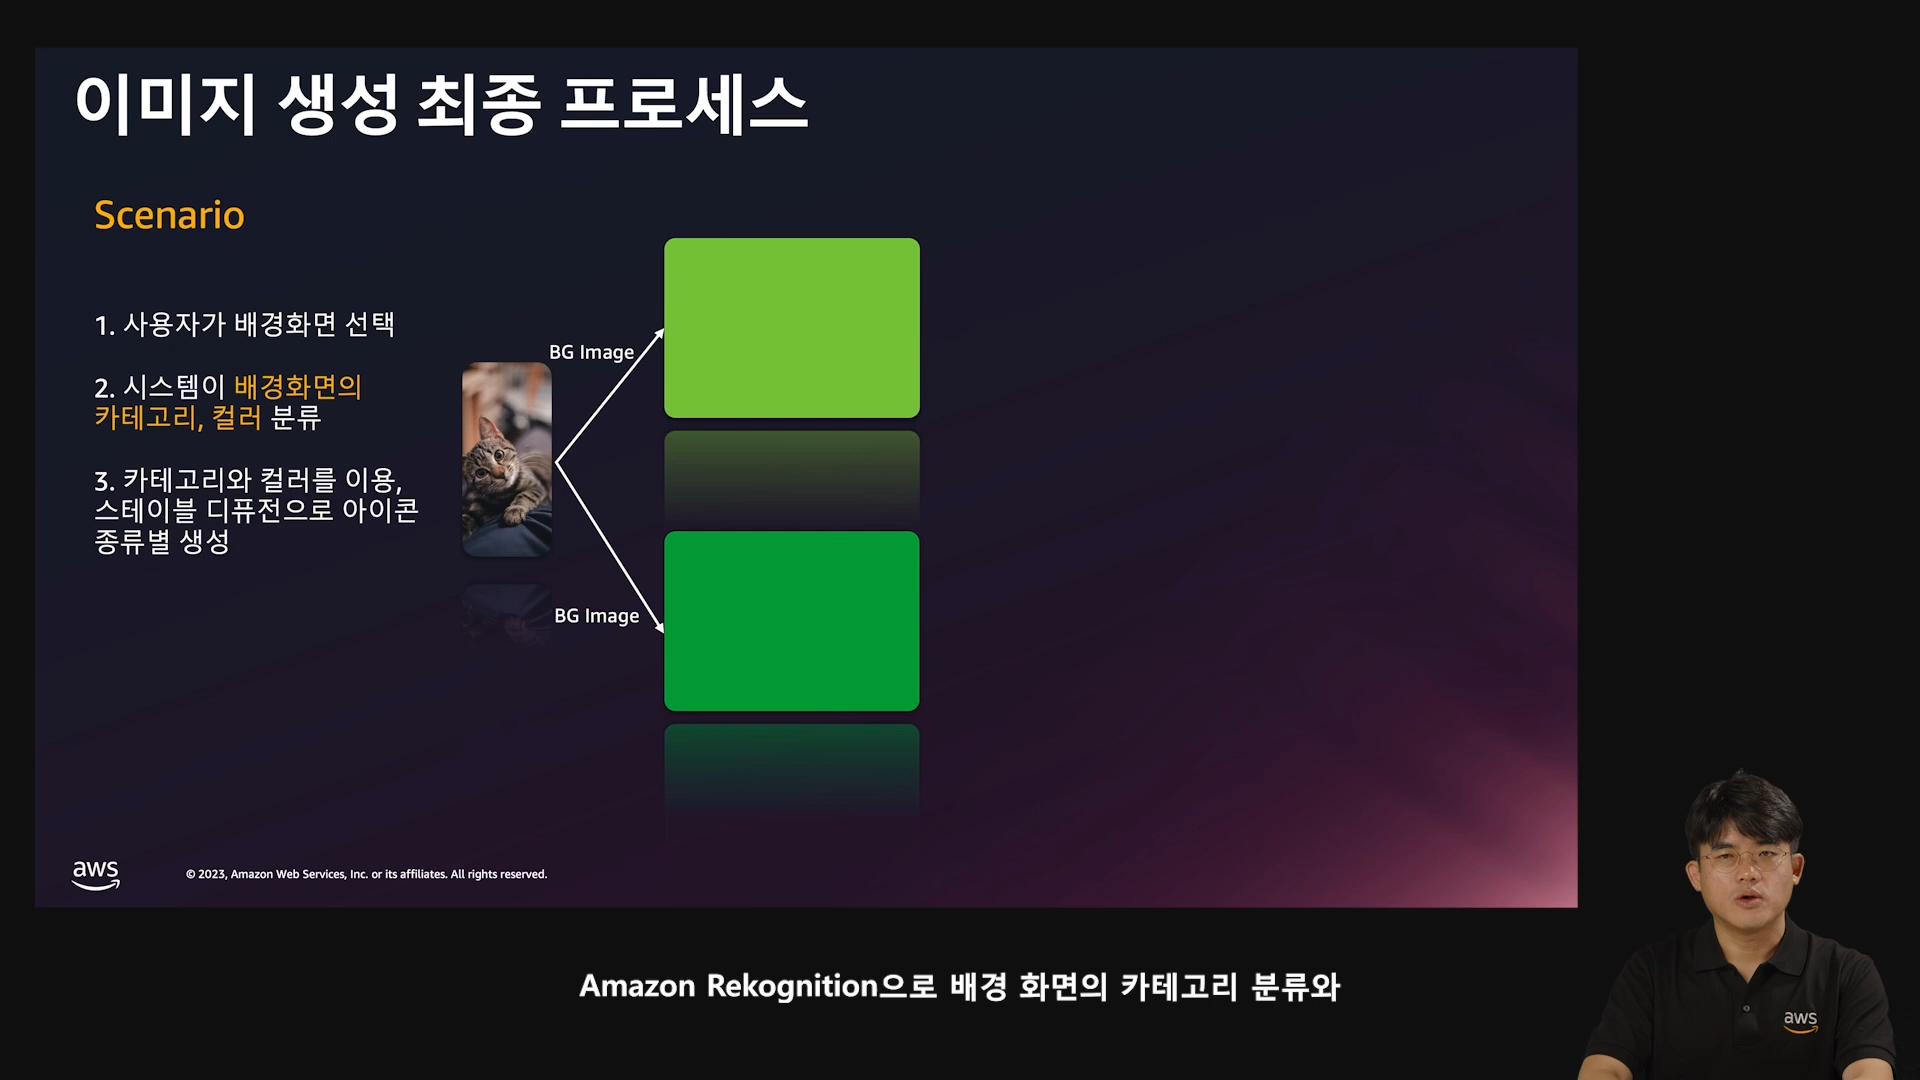 이미지 생성 최종 프로세스
Scenario
1. 사용자가 배경화면 선택
2. 시스템이 배경화면의
카테고리, 컬러 분류
3. 카테고리와 컬러를 이용,
스테이블 디퓨전으로 아이콘
종류별 생성
BG Image
BG Image
aws
© 2023, Amazon Web Services, Inc. or its affiliates. All rights reserved.
aws
Amazon Rekognition으로 배경 화면의 카테고리 분류와